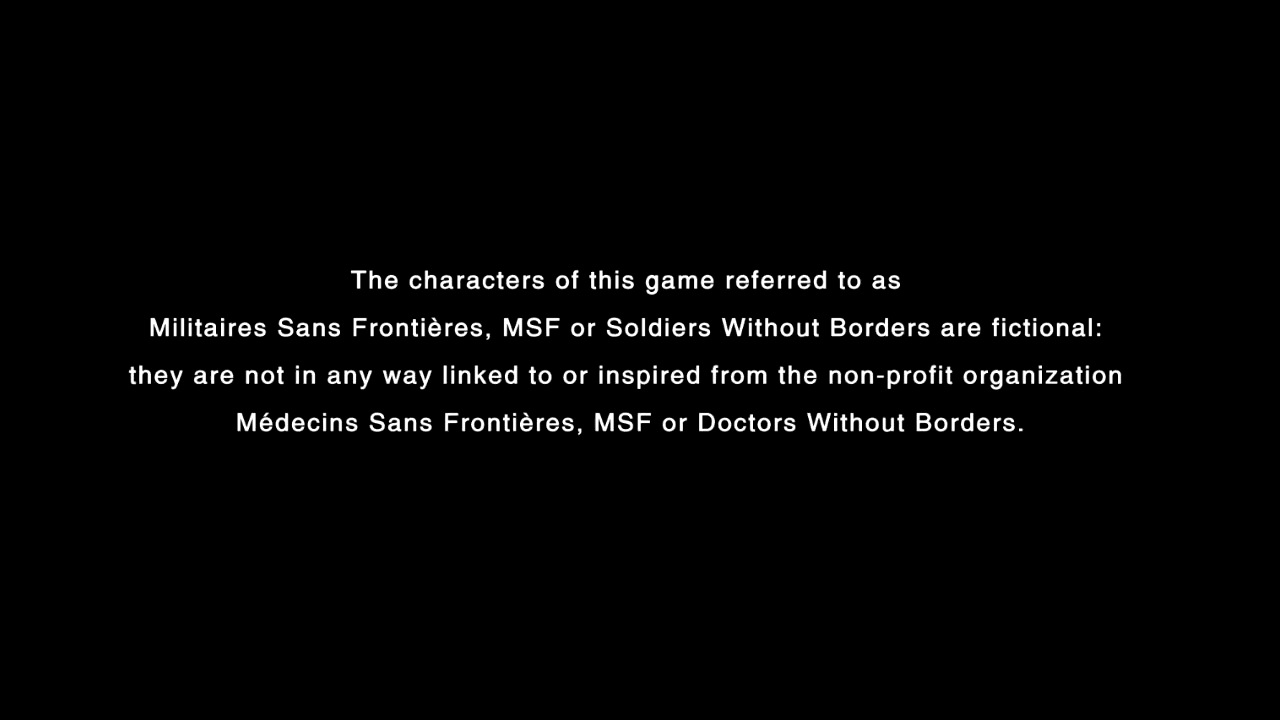 The characters of this game referred to as
Militaires Sans Frontières, MSF or Soldiers Without Borders are fictional:
they are not in any way linked to or inspired from the non-profit organization
Médecins Sans Frontières, MSF or Doctors Without Borders.